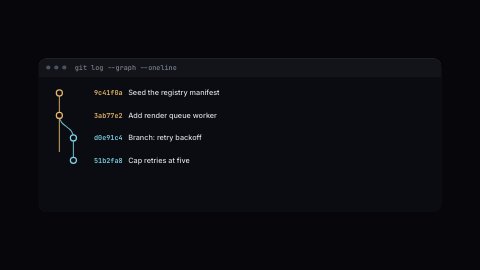 git log --graph --oneline
9c41f0a Seed the registry manifest
3ab77e2 Add render queue worker
d0e91c4 Branch: retry backoff
51b2fa8 Cap retries at five